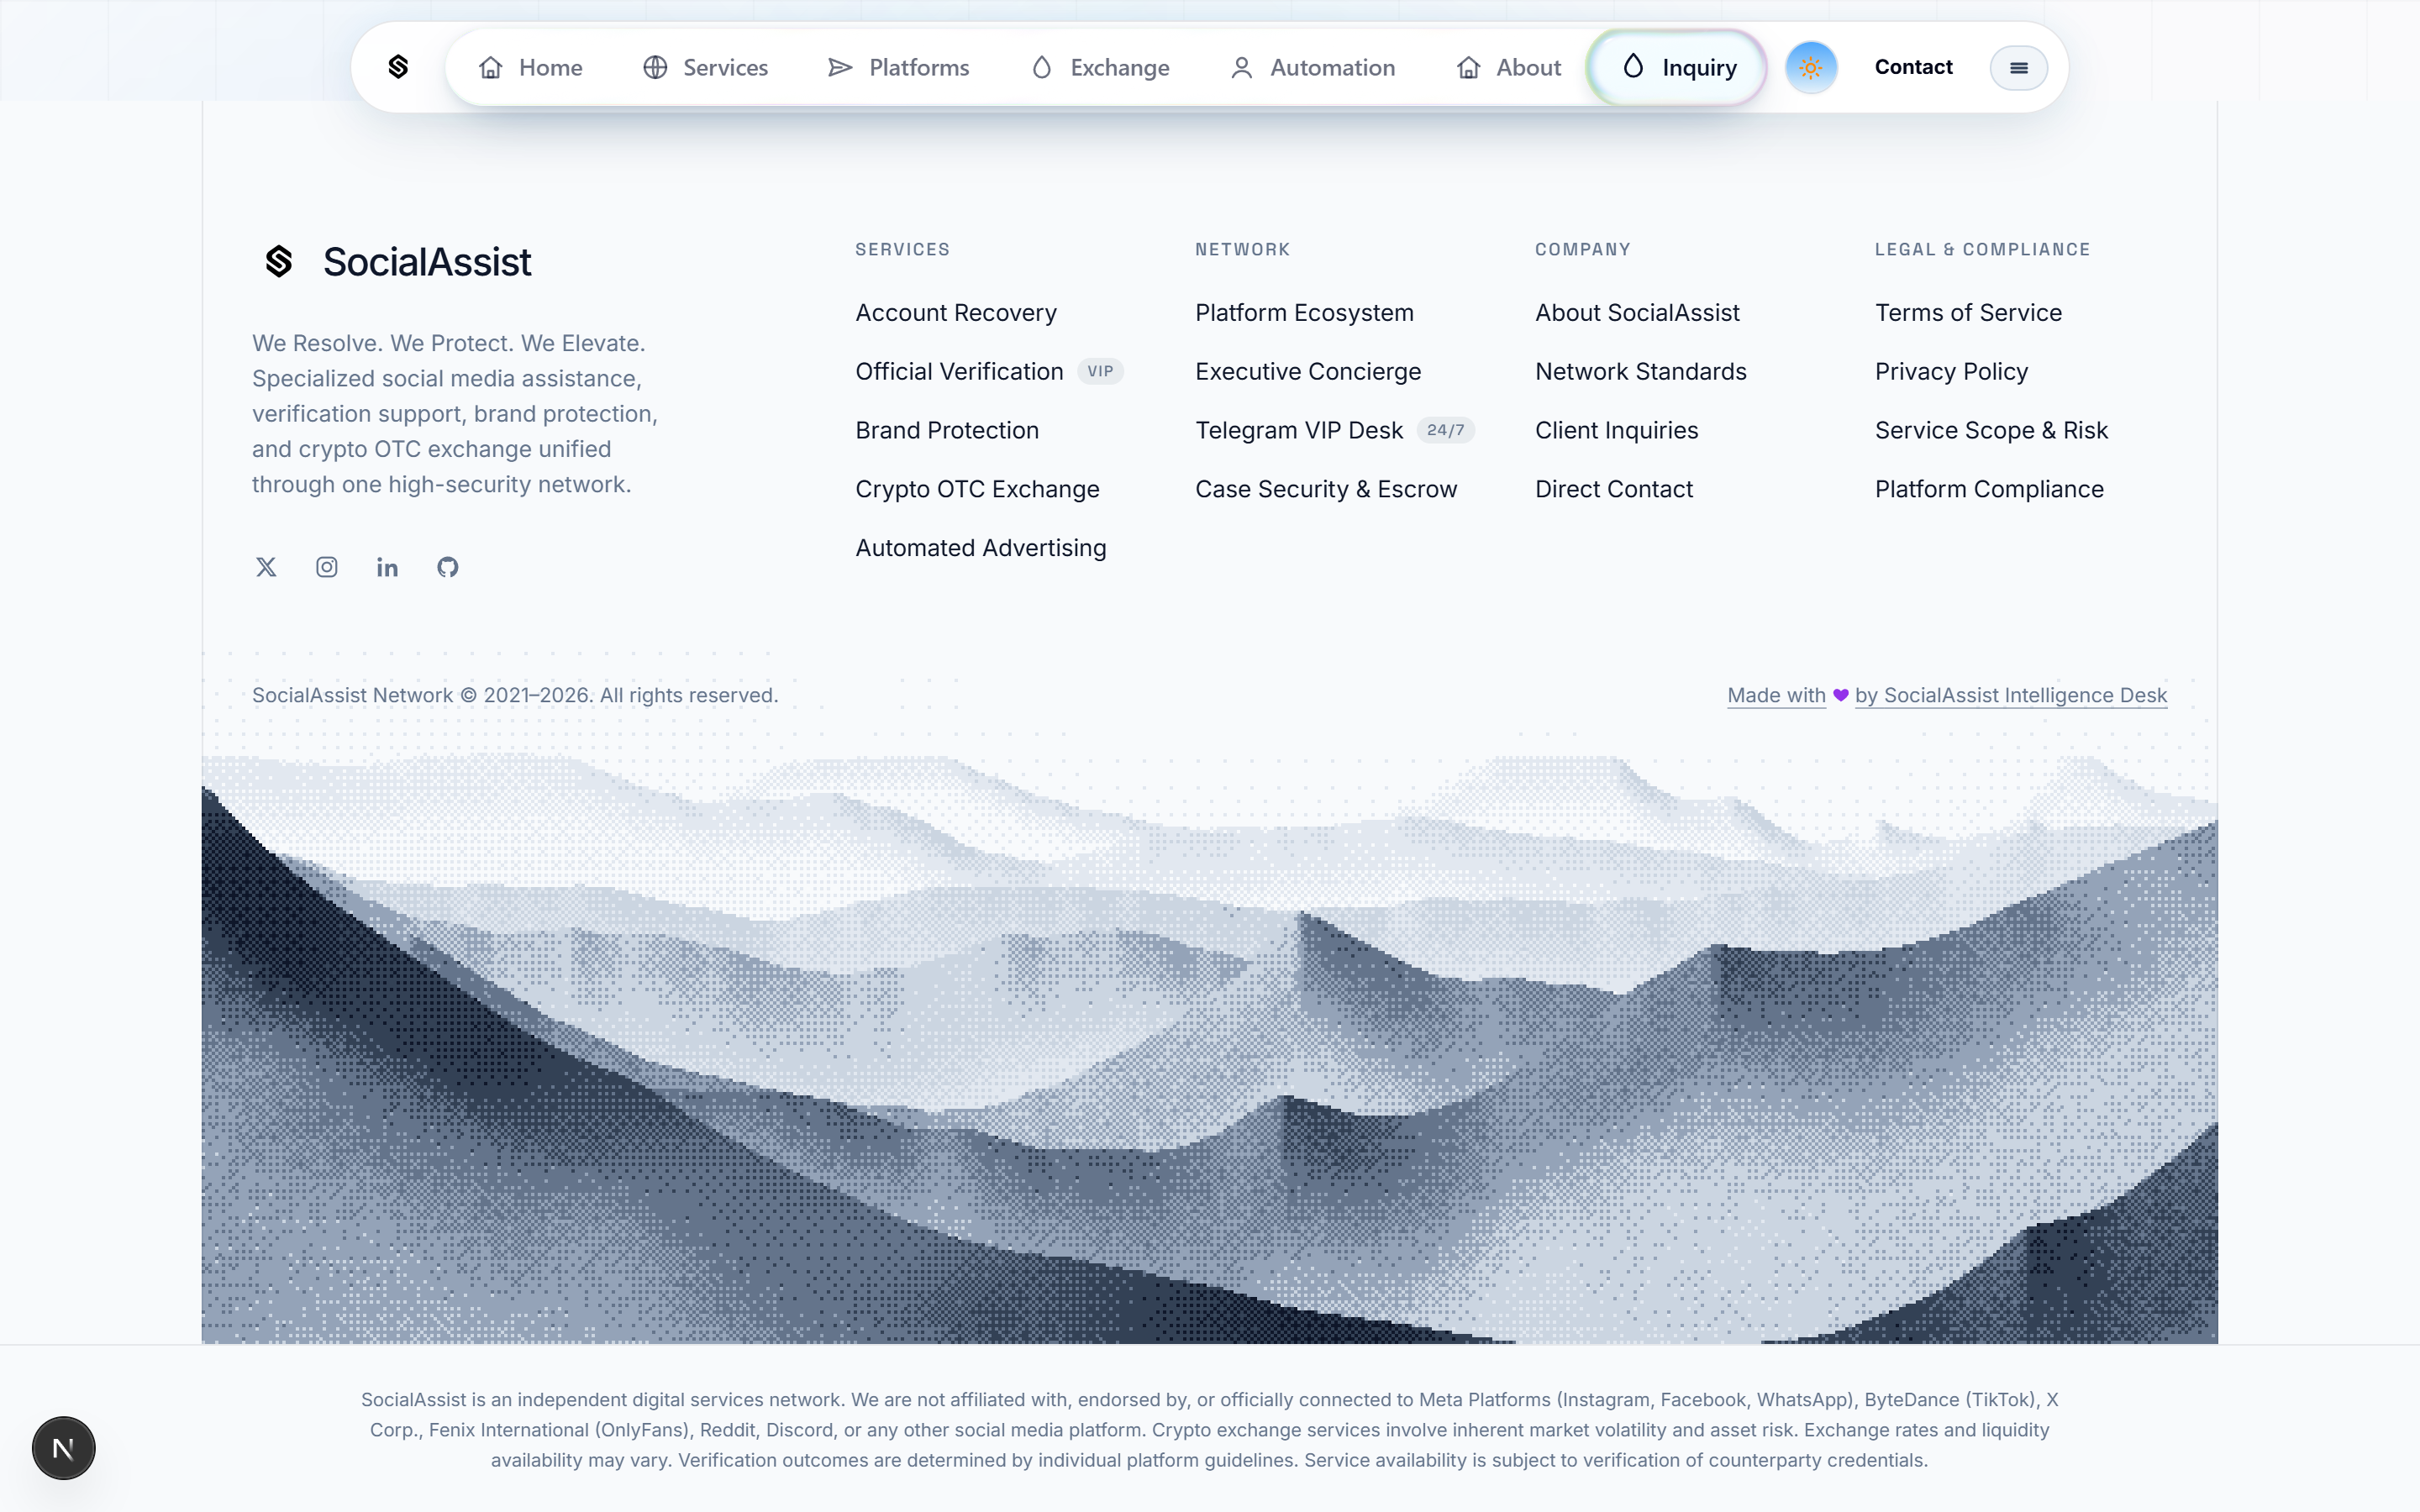 Home Services Platforms Exchange Automation About Inquiry Contact
SocialAssist
We Resolve. We Protect. We Elevate.
Specialized social media assistance,
verification support, brand protection,
and crypto OTC exchange unified
through one high-security network.
SERVICES
Account Recovery
Official Verification VIP
Brand Protection
Crypto OTC Exchange
Automated Advertising
NETWORK
Platform Ecosystem
Executive Concierge
Telegram VIP Desk 24/7
Case Security & Escrow
COMPANY
About SocialAssist
Network Standards
Client Inquiries
Direct Contact
LEGAL & COMPLIANCE
Terms of Service
Privacy Policy
Service Scope & Risk
Platform Compliance
SocialAssist Network © 2021–2026. All rights reserved.
Made with 💜 by SocialAssist Intelligence Desk
SocialAssist is an independent digital services network. We are not affiliated with, endorsed by, or officially connected to Meta Platforms (Instagram, Facebook, WhatsApp), ByteDance (TikTok), X
Corp., Fenix International (OnlyFans), Reddit, Discord, or any other social media platform. Crypto exchange services involve inherent market volatility and asset risk. Exchange rates and liquidity
availability may vary. Verification outcomes are determined by individual platform guidelines. Service availability is subject to verification of counterparty credentials.
N